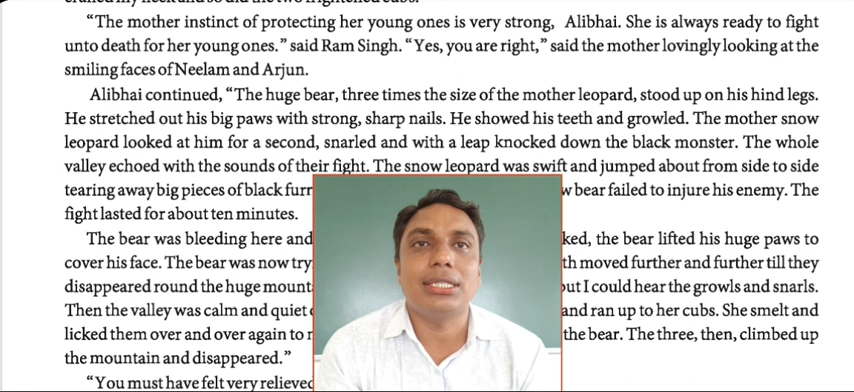 "The mother instinct of protecting her young ones is very strong, Alibhai. She is always ready to fight
unto death for her young ones." said Ram Singh. "Yes, you are right," said the mother lovingly looking at the
smiling faces of Neelam and Arjun.
Alibhai continued, "The huge bear, three times the size of the mother leopard, stood up on his hind legs.
He stretched out his big paws with strong, sharp nails. He showed his teeth and growled. The mother snow
leopard looked at him for a second, snarled and with a leap knocked down the black monster. The whole
valley echoed with the sounds of their fight. The snow leopard was swift and jumped about from side to side
tearing away big pieces of black furr bear failed to injure his enemy. The
fight lasted for about ten minutes.
The bear was bleeding here and the bear lifted his huge paws to
cover his face. The bear was now moved further and further till they
disappeared round the huge I could hear the growls and snarls.
Then the valley was calm and quiet and ran up to her cubs. She smelt and
licked them over and over again to the bear. The three, then, climbed up
the mountain and disappeared."
"You must have felt very